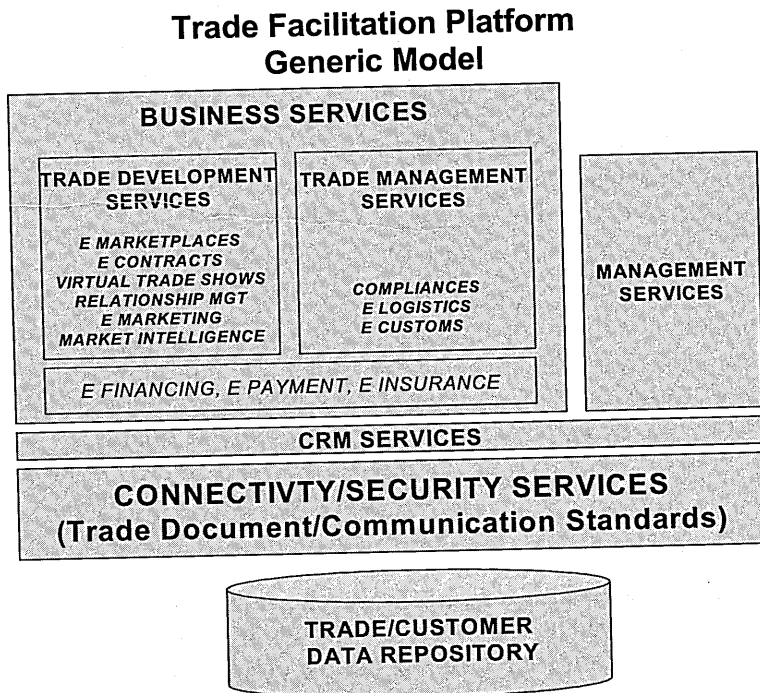 Trade Facilitation Platform
Generic Model
BUSINESS SERVICES
TRADE DEVELOPMENT
SERVICES
E MARKETPLACES
E CONTRACTS
VIRTUAL TRADE SHOWS
RELATIONSHIP MGT
E MARKETING
MARKET INTELLIGENCE
TRADE MANAGEMENT
SERVICES
COMPLIANCES
E LOGISTICS
E CUSTOMS
E FINANCING, E PAYMENT, E INSURANCE
MANAGEMENT
SERVICES
CRM SERVICES
CONNECTIVTY/SECURITY SERVICES
(Trade Document/Communication Standards)
TRADE/CUSTOMER
DATA REPOSITORY